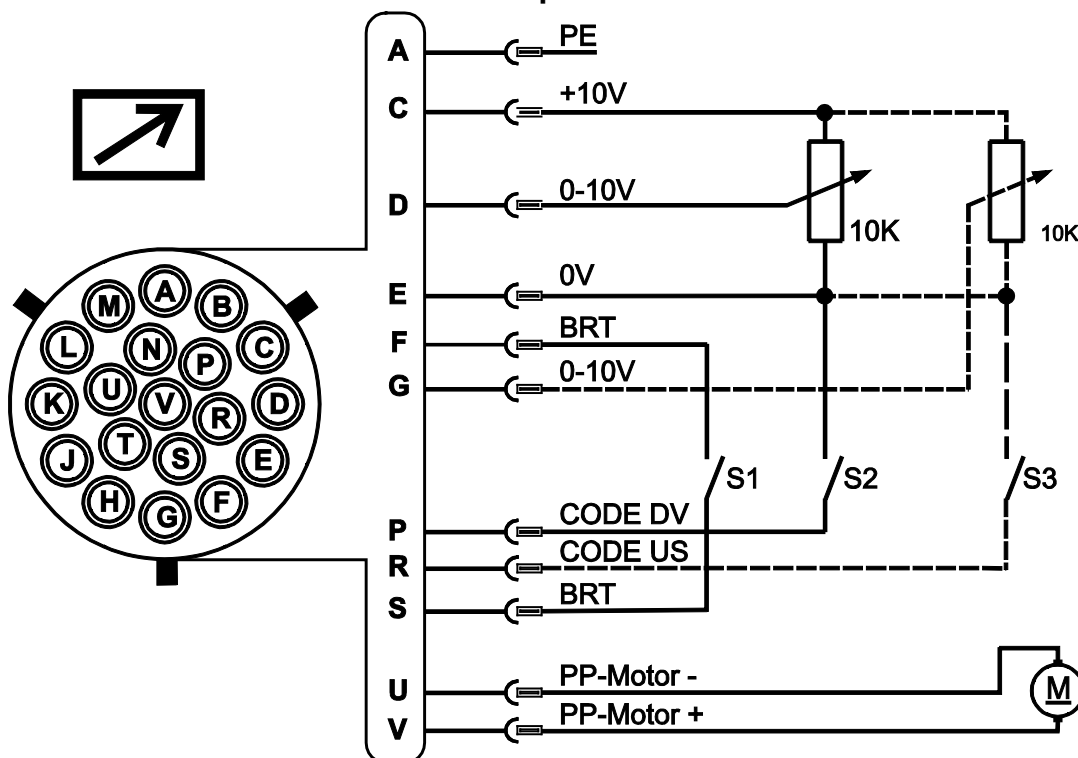 A PE
C +10V
D 0-10V
10K 10K
E 0V
F BRT
G 0-10V
S1 S2 S3
P CODE DV
R CODE US
S BRT
U PP-Motor -
V PP-Motor +
M
A
M B
L N P C
K U V R D
J T S E
H G F